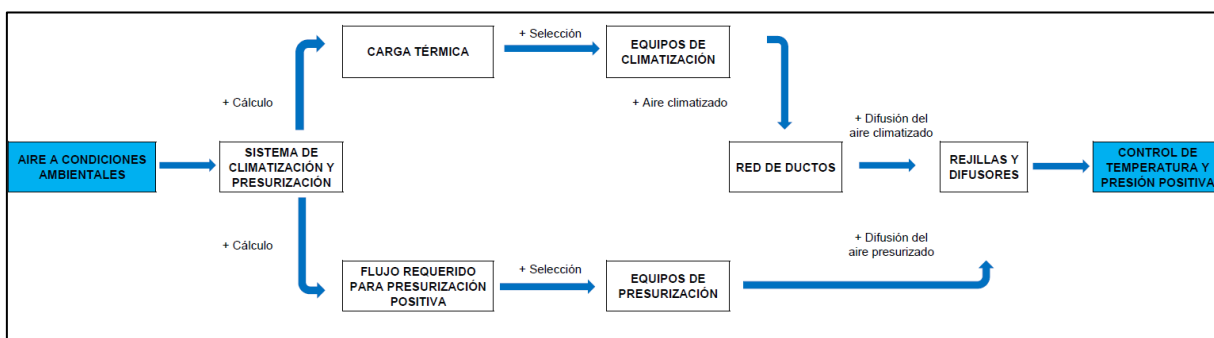 CARGA TÉRMICA
+ Selección
EQUIPOS DE
CLIMATIZACIÓN
+ Cálculo
+ Aire climatizado
AIRE A CONDICIONES
AMBIENTALES
SISTEMA DE
CLIMATIZACIÓN Y
PRESURIZACIÓN
RED DE DUCTOS
+ Difusión del
aire climatizado
REJILLAS Y
DIFUSORES
CONTROL DE
TEMPERATURA Y
PRESIÓN POSITIVA
+ Cálculo
FLUJO REQUERIDO
PARA PRESURIZACIÓN
POSITIVA
+ Selección
EQUIPOS DE
PRESURIZACIÓN
+ Difusión del
aire presurizado